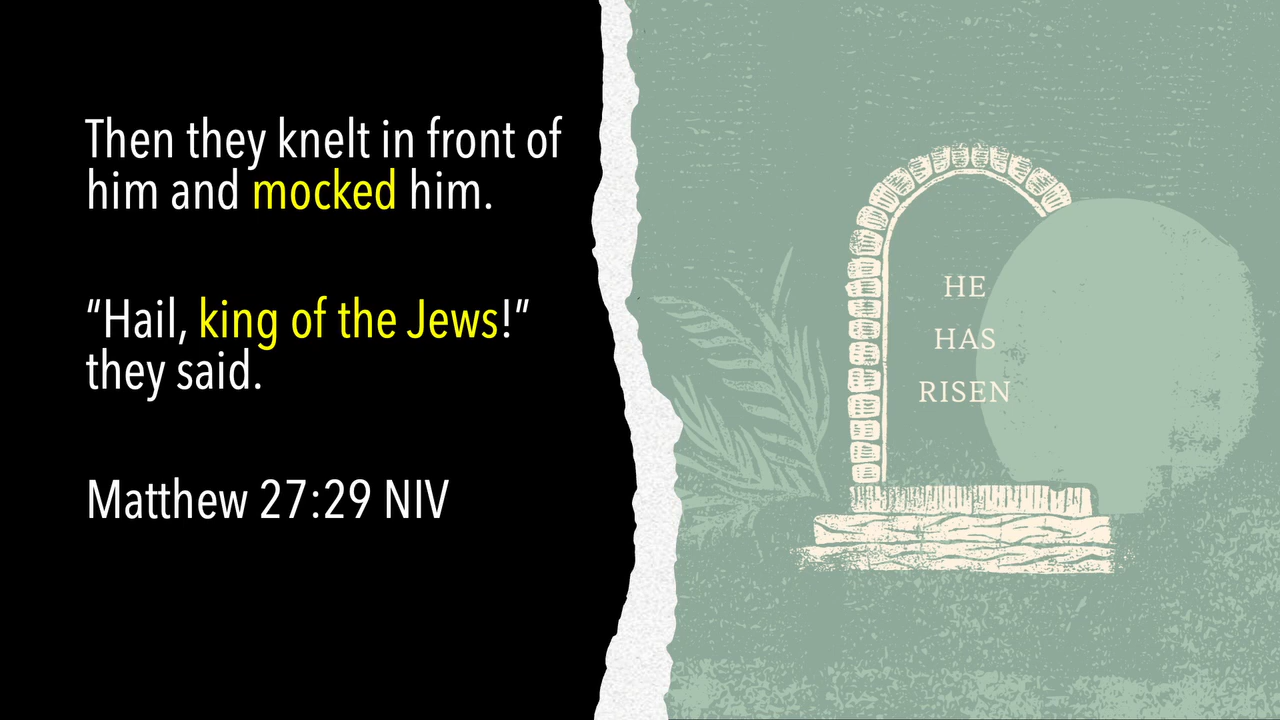 Then they knelt in front of
him and mocked him.
“Hail, king of the Jews!”
they said.
Matthew 27:29 NIV
HE
HAS
RISEN